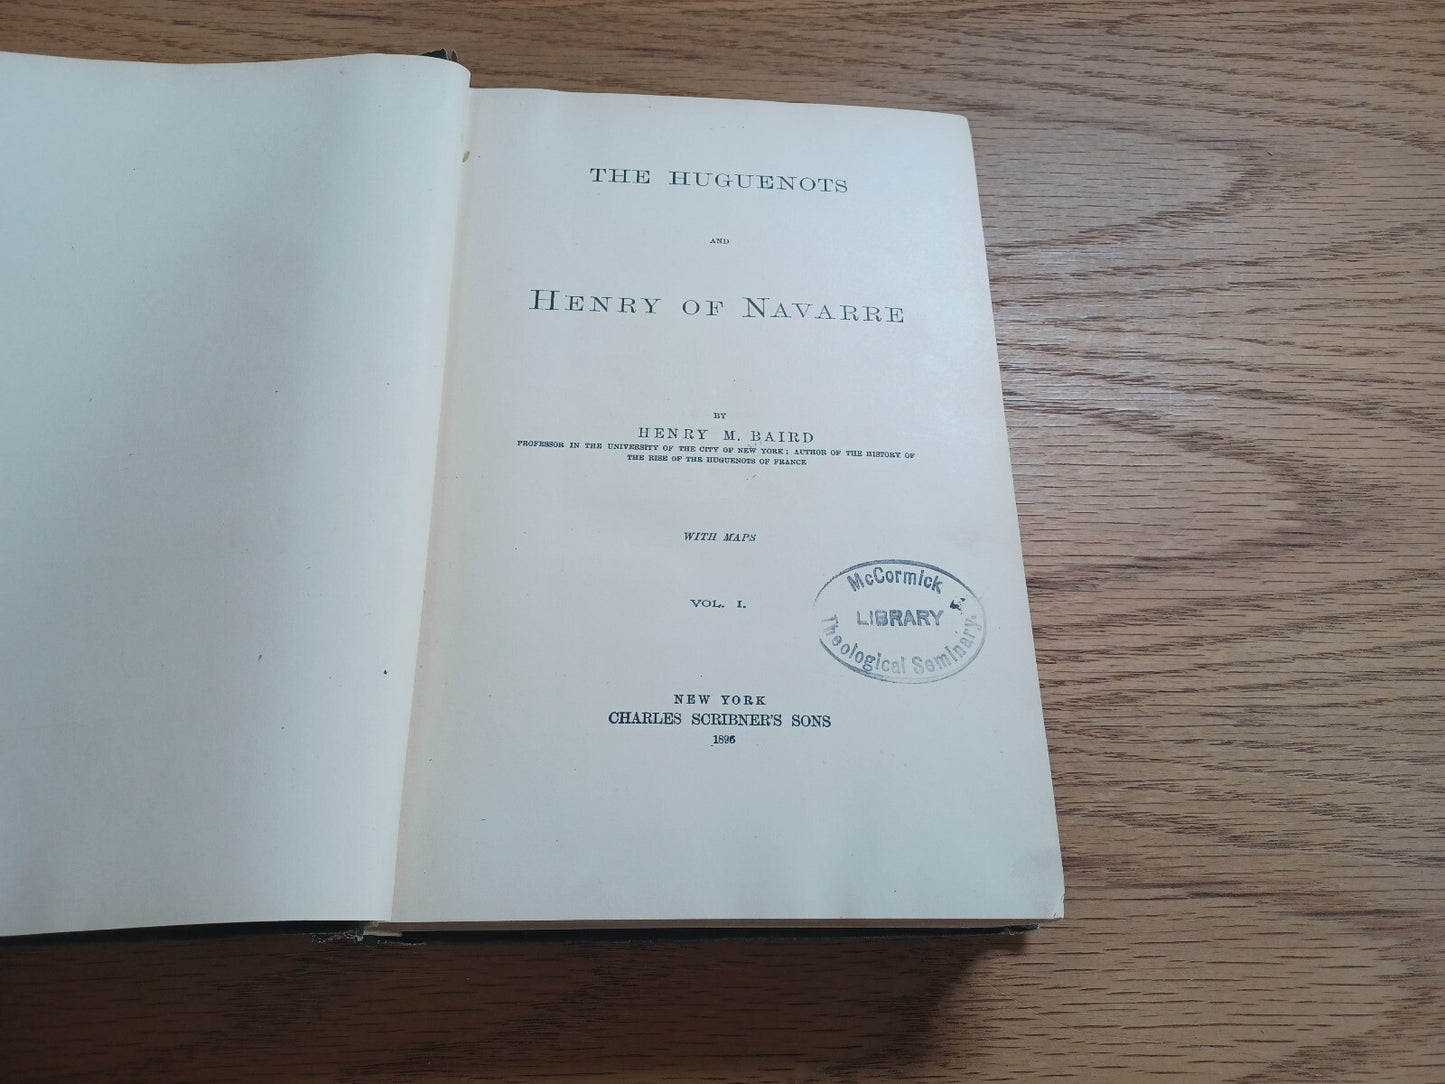 THE HUGUENOTS
AND
HENRY OF NAVARRE
BY
HENRY M. BAIRD
PROFESSOR IN THE UNIVERSITY OF THE CITY OF NEW YORK; AUTHOR OF THE HISTORY OF
THE RISE OF THE HUGUENOTS OF FRANCE
WITH MAPS
VOL. I.
McCormick
LIBRARY
Theological Seminary.
NEW YORK
CHARLES SCRIBNER'S SONS
1896